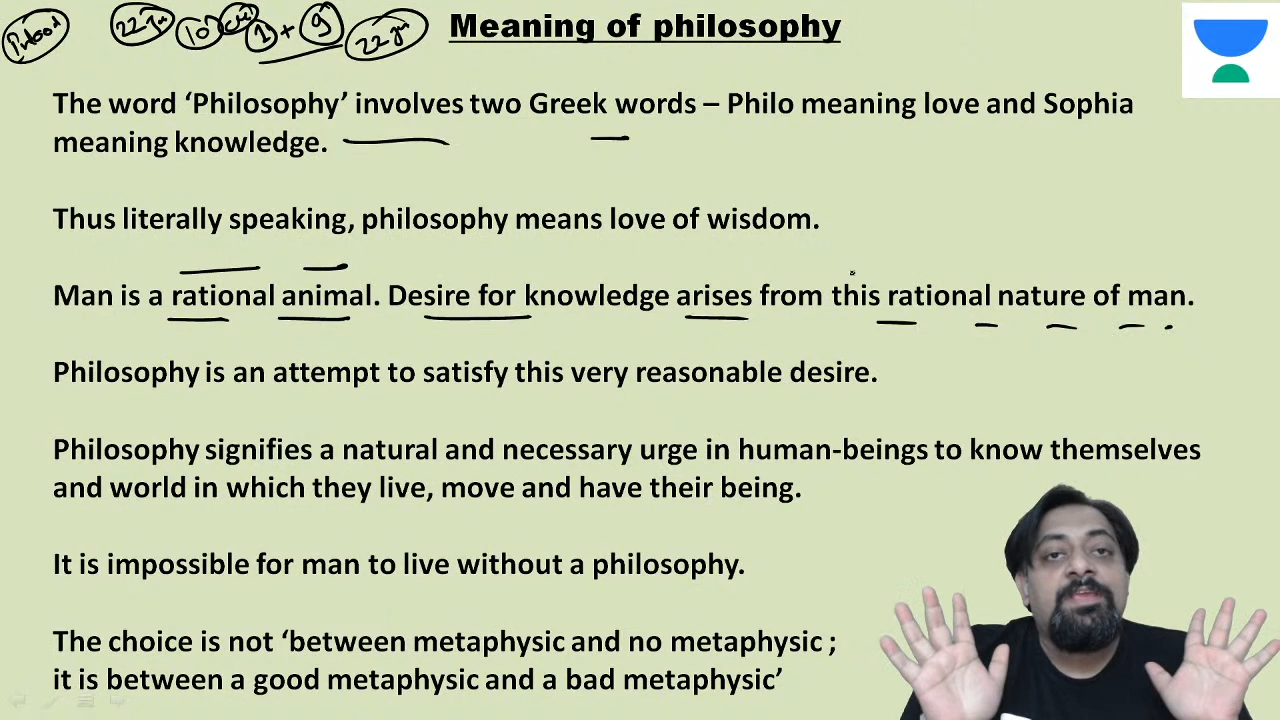 Meaning of philosophy
The word ‘Philosophy’ involves two Greek words – Philo meaning love and Sophia
meaning knowledge.
Thus literally speaking, philosophy means love of wisdom.
Man is a rational animal. Desire for knowledge arises from this rational nature of man.
Philosophy is an attempt to satisfy this very reasonable desire.
Philosophy signifies a natural and necessary urge in human-beings to know themselves
and world in which they live, move and have their being.
It is impossible for man to live without a philosophy.
The choice is not ‘between metaphysic and no metaphysic ;
it is between a good metaphysic and a bad metaphysic’